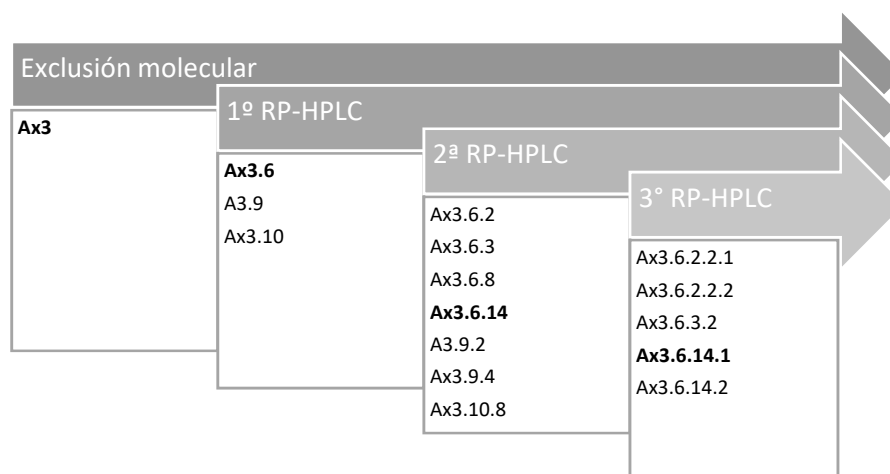 Exclusión molecular
Ax3
1º RP-HPLC
Ax3.6
A3.9
Ax3.10
2ª RP-HPLC
Ax3.6.2
Ax3.6.3
Ax3.6.8
Ax3.6.14
A3.9.2
Ax3.9.4
Ax3.10.8
3° RP-HPLC
Ax3.6.2.2.1
Ax3.6.2.2.2
Ax3.6.3.2
Ax3.6.14.1
Ax3.6.14.2